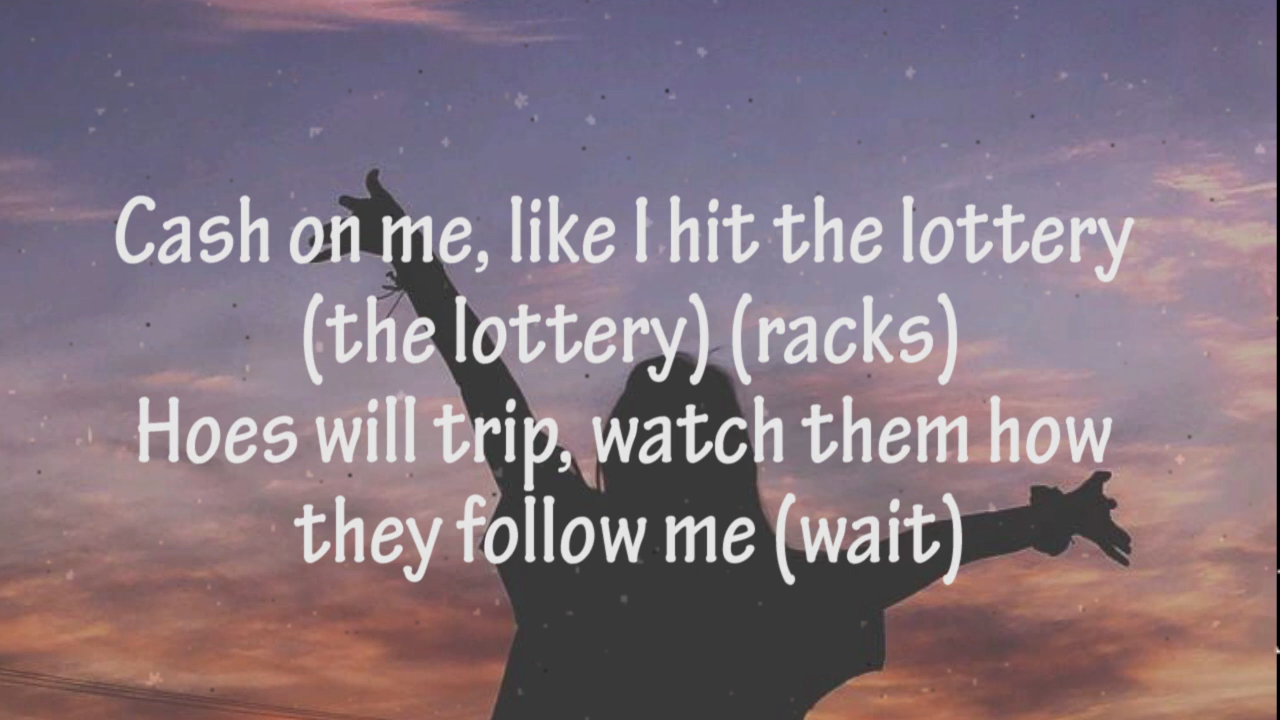 Cash on me, like I hit the lottery
(the lottery) (racks)
Hoes will trip, watch them how
they follow me (wait)